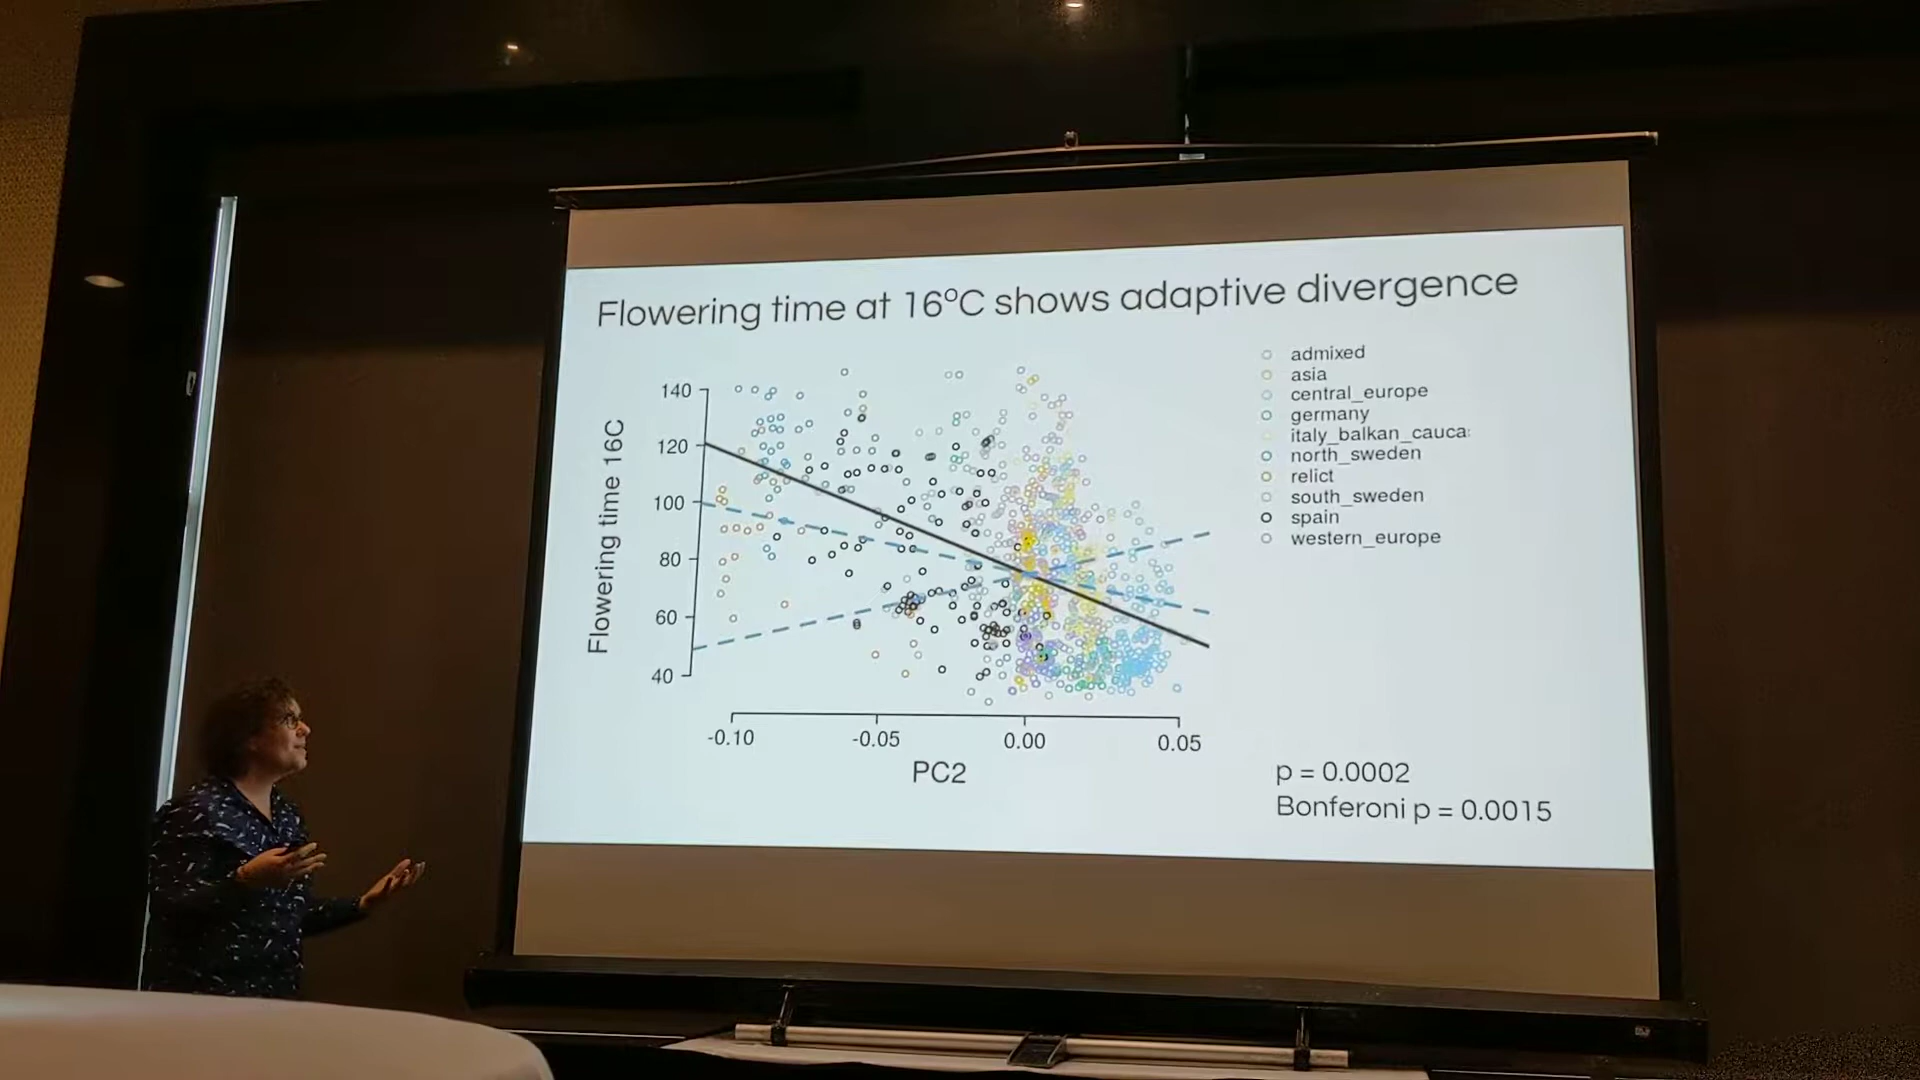 Flowering time at 16°C shows adaptive divergence
admixed
asia
central_europe
germany
italy_balkan_cauca
north_sweden
relict
south_sweden
spain
western_europe
Flowering time 16C
140
120
100
80
60
40
-0.10
-0.05
0.00
0.05
PC2
p = 0.0002
Bonferoni p = 0.0015